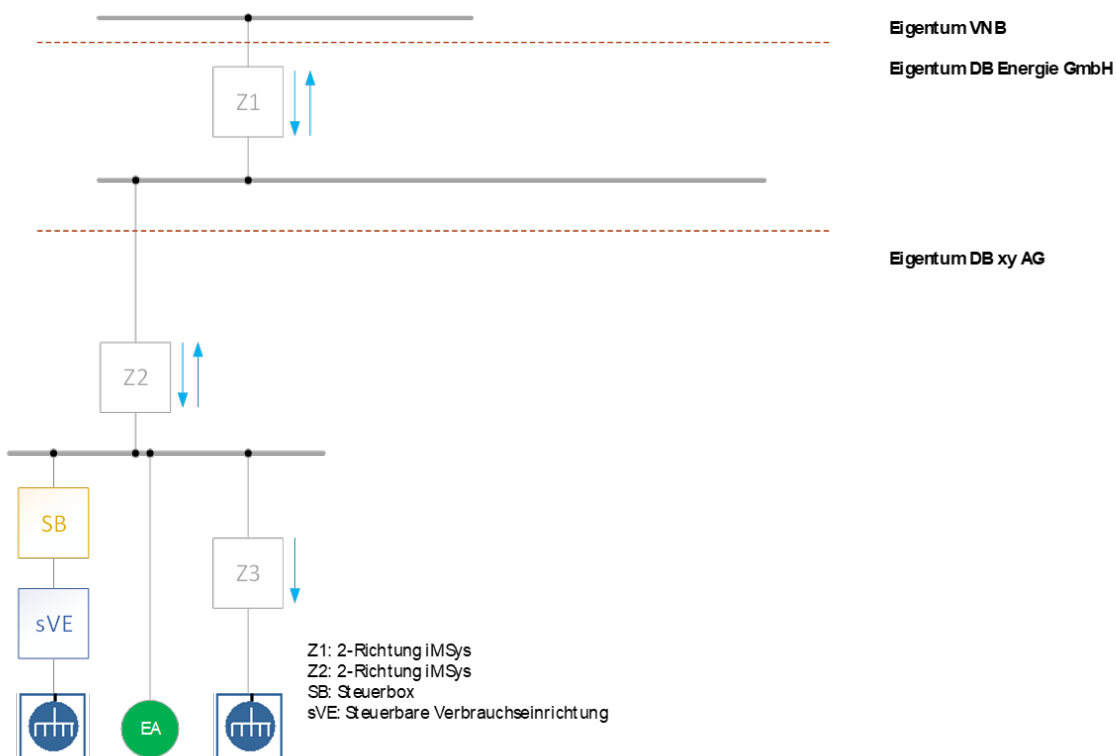 Eigentum VNB
Eigentum DB Energie GmbH
Z1
Eigentum DB xy AG
Z2
SB
Z3
sVE
Z1: 2-Richtung iMSys
Z2: 2-Richtung iMSys
SB: Steuerbox
sVE: Steuerbare Verbrauchseinrichtung
EA